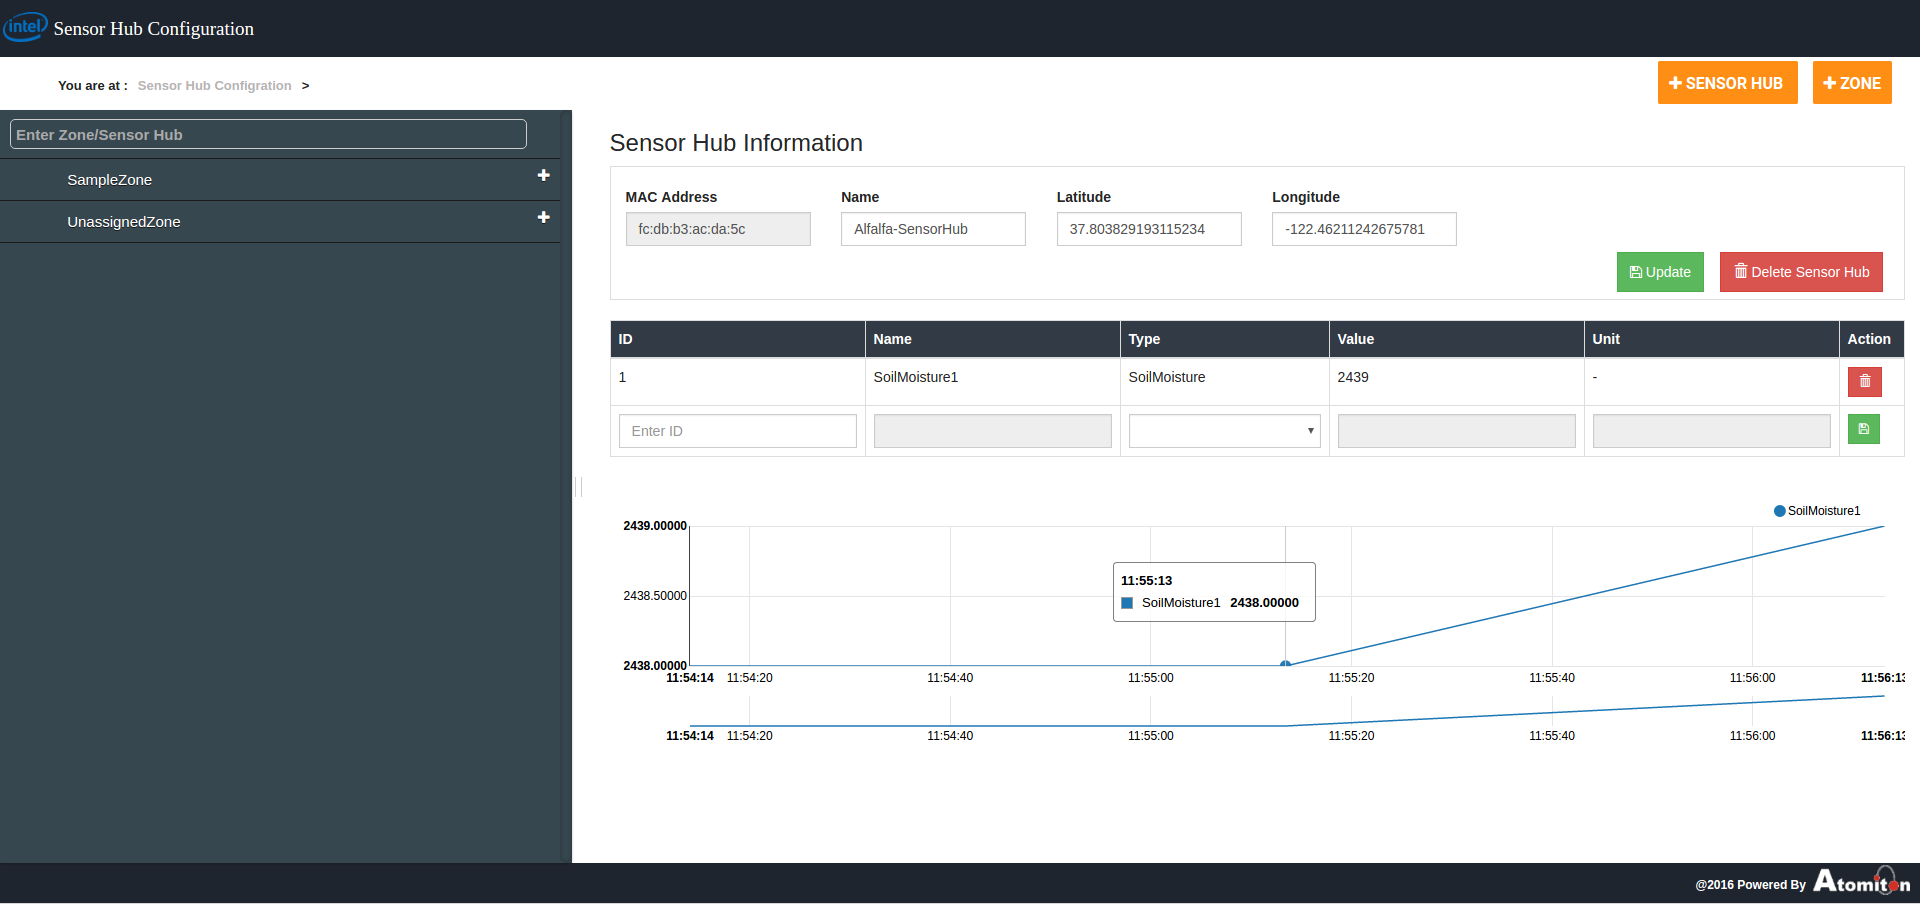 intel Sensor Hub Configuration
You are at : Sensor Hub Configration >
SENSOR HUB
ZONE
Enter Zone/Sensor Hub
SampleZone
UnassignedZone
Sensor Hub Information
MAC Address Name Latitude Longitude
fc:db:b3:ac:da:5c Alfalfa-SensorHub 37.803829193115234 -122.46211242675781
Update Delete Sensor Hub
ID Name Type Value Unit Action
1 SoilMoisture1 SoilMoisture 2439 -
Enter ID
SoilMoisture1
2439.00000
11:55:13
2438.50000
SoilMoisture1 2438.00000
2438.00000
11:54:14 11:54:20 11:54:40 11:55:00 11:55:20 11:55:40 11:56:00 11:56:13
11:54:14 11:54:20 11:54:40 11:55:00 11:55:20 11:55:40 11:56:00 11:56:13
@2016 Powered By Atomiton